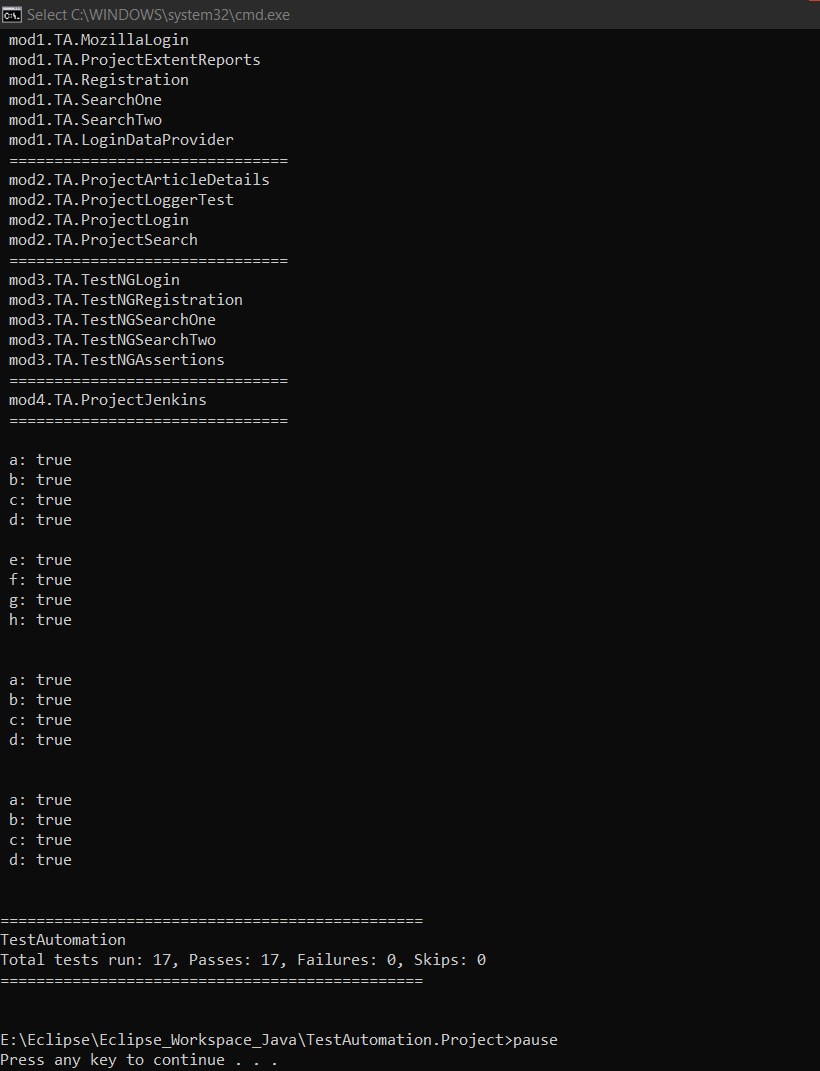 Select C:\WINDOWS\system32\cmd.exe
mod1.TA.MozillaLogin
mod1.TA.ProjectExtentReports
mod1.TA.Registration
mod1.TA.SearchOne
mod1.TA.SearchTwo
mod1.TA.LoginDataProvider
===============================
mod2.TA.ProjectArticleDetails
mod2.TA.ProjectLoggerTest
mod2.TA.ProjectLogin
mod2.TA.ProjectSearch
===============================
mod3.TA.TestNGLogin
mod3.TA.TestNGRegistration
mod3.TA.TestNGSearchOne
mod3.TA.TestNGSearchTwo
mod3.TA.TestNGAssertions
===============================
mod4.TA.ProjectJenkins
===============================
a: true
b: true
c: true
d: true
e: true
f: true
g: true
h: true
a: true
b: true
c: true
d: true
a: true
b: true
c: true
d: true
===============================================
TestAutomation
Total tests run: 17, Passes: 17, Failures: 0, Skips: 0
===============================================
E:\Eclipse\Eclipse_Workspace_Java\TestAutomation.Project>pause
Press any key to continue . . .